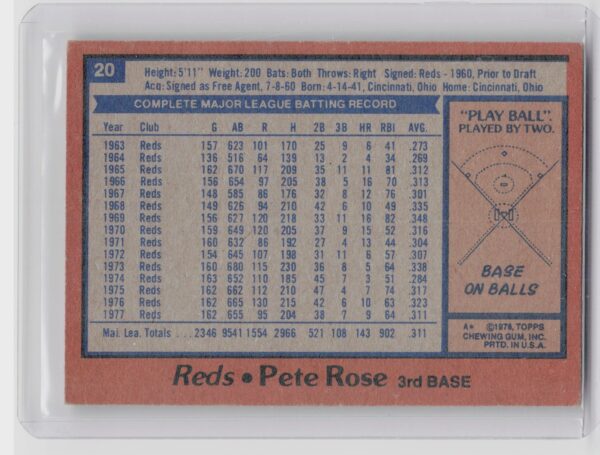 20
Height: 5'11" Weight: 200 Bats: Both Throws: Right Signed: Reds - 1960, Prior to Draft
Acq: Signed as Free Agent, 7-8-60 Born: 4-14-41, Cincinnati, Ohio Home: Cincinnati, Ohio
COMPLETE MAJOR LEAGUE BATTING RECORD
Year Club G AB R H 2B 3B HR RBI AVG.
1963 Reds 157 623 101 170 25 9 6 41 .273
1964 Reds 136 516 64 139 13 2 4 34 .269
1965 Reds 162 670 117 209 35 11 11 81 .312
1966 Reds 156 654 97 205 38 5 16 70 .313
1967 Reds 148 585 86 176 32 8 12 76 .301
1968 Reds 149 626 94 210 42 6 10 49 .335
1969 Reds 156 627 120 218 33 11 16 82 .348
1970 Reds 159 649 120 205 37 9 15 52 .316
1971 Reds 160 632 86 192 27 4 13 44 .304
1972 Reds 154 645 107 198 31 11 6 57 .307
1973 Reds 160 680 115 230 36 8 5 64 .338
1974 Reds 163 652 110 185 45 7 3 51 .284
1975 Reds 162 662 112 210 47 4 7 74 .317
1976 Reds 162 665 130 215 42 6 10 63 .323
1977 Reds 162 655 95 204 38 7 9 64 .311
Maj. Lea. Totals ... 2346 9541 1554 2966 521 108 143 902 .311
"PLAY BALL".
PLAYED BY TWO.
BASE
ON BALLS
A* ©1978, TOPPS
CHEWING GUM, INC.
PRTD. IN U.S.A.
Reds • Pete Rose 3rd BASE